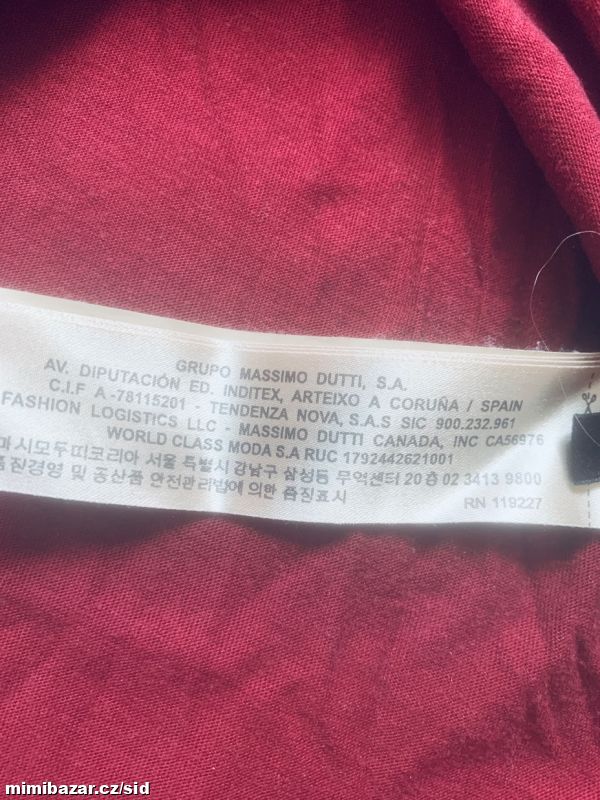 GRUPO MASSIMO DUTTI, S.A.
AV. DIPUTACIÓN ED. INDITEX, ARTEIXO A CORUÑA / SPAIN
C.I.F A -78115201 - TENDENZA NOVA, S.A.S SIC 900.232.961
FASHION LOGISTICS LLC - MASSIMO DUTTI CANADA, INC CA56976
WORLD CLASS MODA S.A RUC 1792442621001
마시모두띠코리아 서울 특별시강남구 삼성동 무역센터 20층 02 3413 9800
품질경영 및 공산품 안전관리법에 의한 품질표시
RN 119227
mimibazar.cz/sid